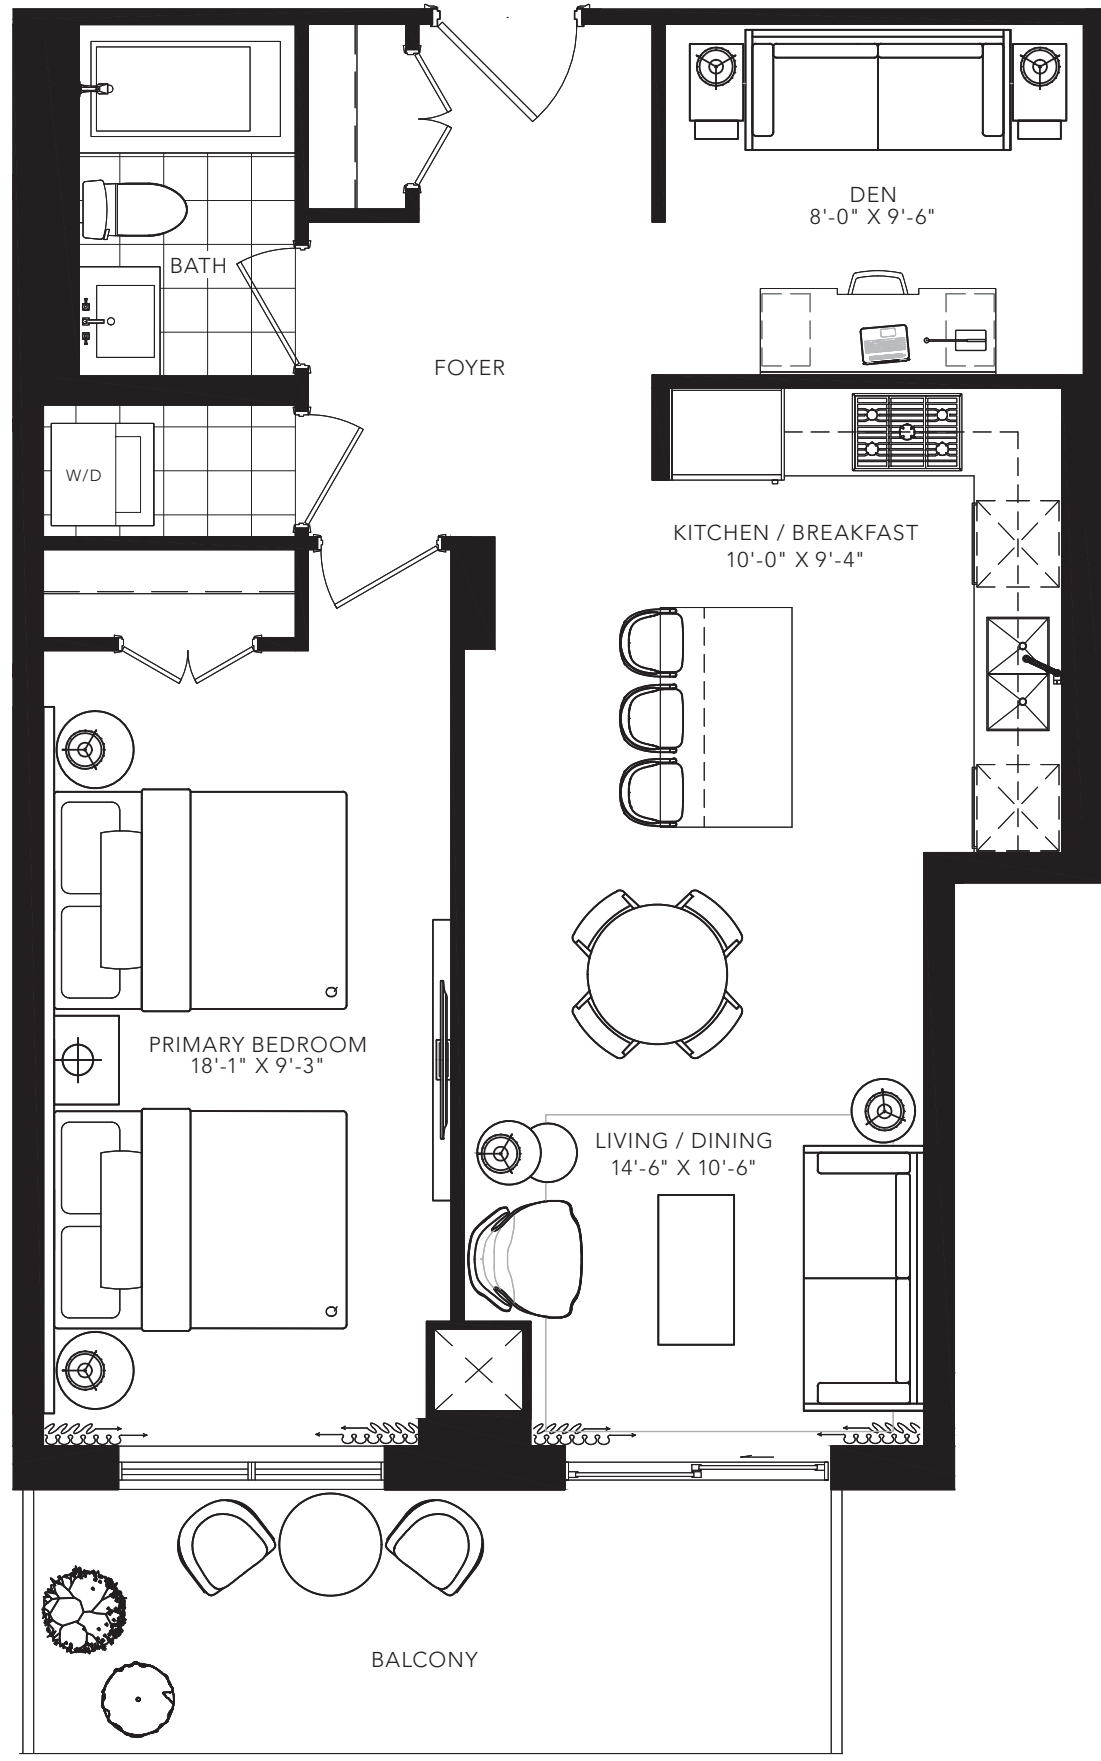 DEN
8'-0" X 9'-6"
BATH
FOYER
W/D
KITCHEN / BREAKFAST
10'-0" X 9'-4"
Q
PRIMARY BEDROOM
18'-1" X 9'-3"
LIVING / DINING
14'-6" X 10'-6"
Q
BALCONY